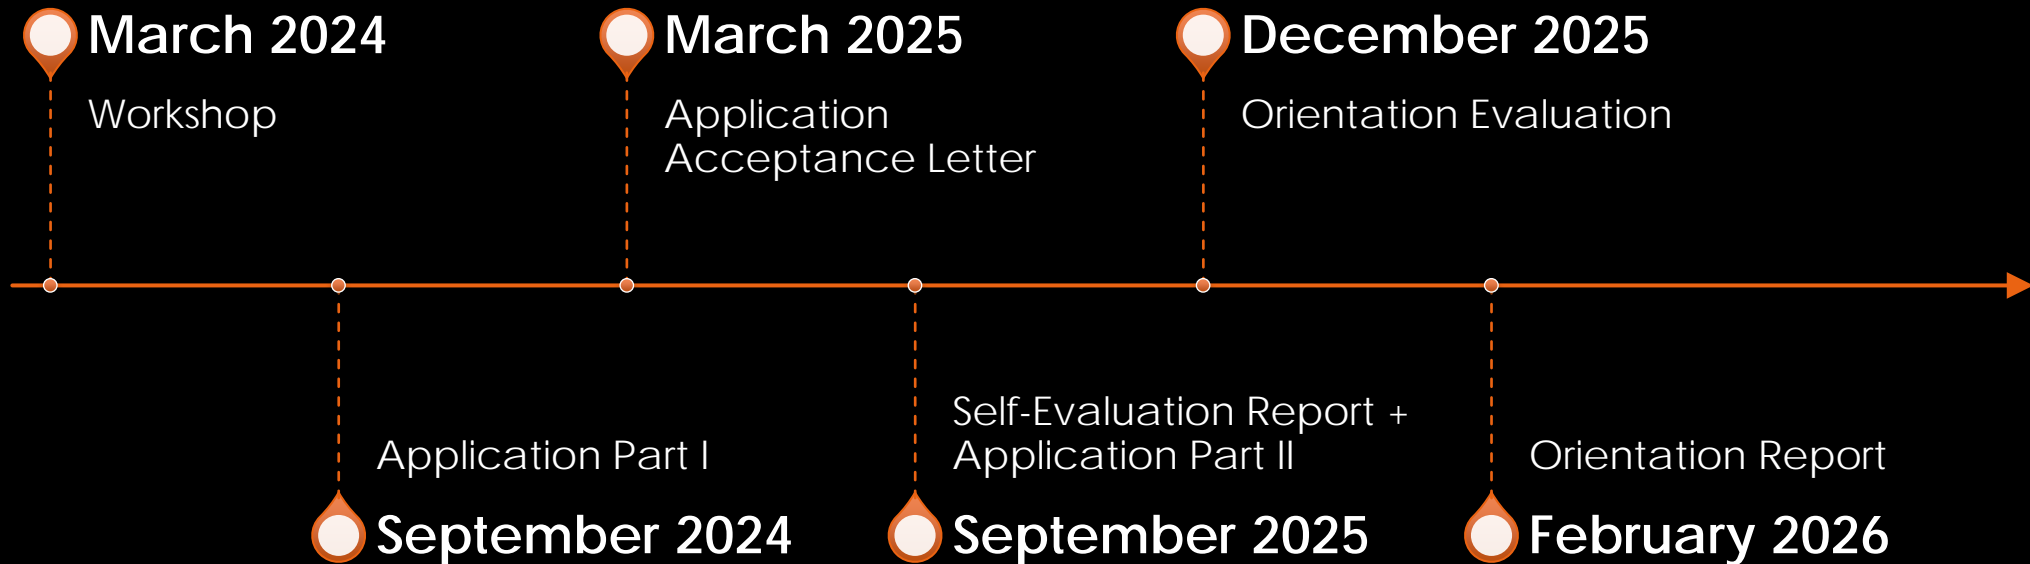 March 2024
Workshop
March 2025
Application
Acceptance Letter
December 2025
Orientation Evaluation
Application Part I
September 2024
Self-Evaluation Report +
Application Part II
September 2025
Orientation Report
February 2026